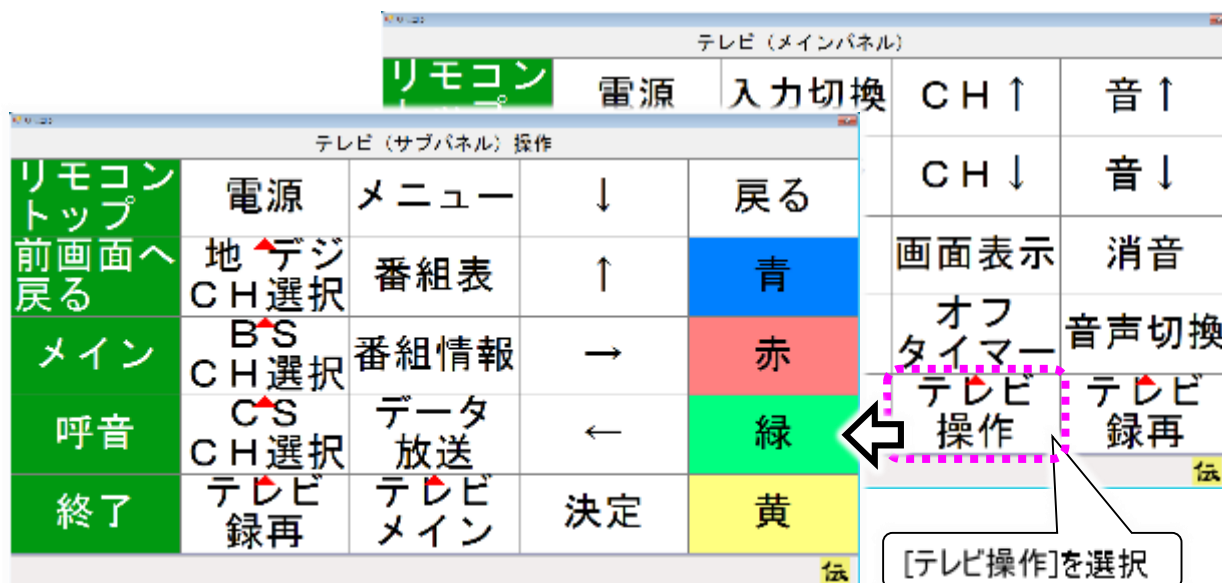 テレビ（メインパネル）
リモコン
トップ
電源
入力切換
ＣＨ↑
音↑
ＣＨ↓
音↓
画面表示
消音
オフ
タイマー
音声切換
テレビ
操作
テレビ
録再
伝
[テレビ操作]を選択
テレビ（サブパネル）操作
リモコン
トップ
電源
メニュー
↓
戻る
前画面へ
戻る
地デジ
ＣＨ選択
番組表
↑
青
メイン
ＢＳ
ＣＨ選択
番組情報
→
赤
呼音
ＣＳ
ＣＨ選択
データ
放送
←
緑
終了
テレビ
録再
テレビ
メイン
決定
黄
伝